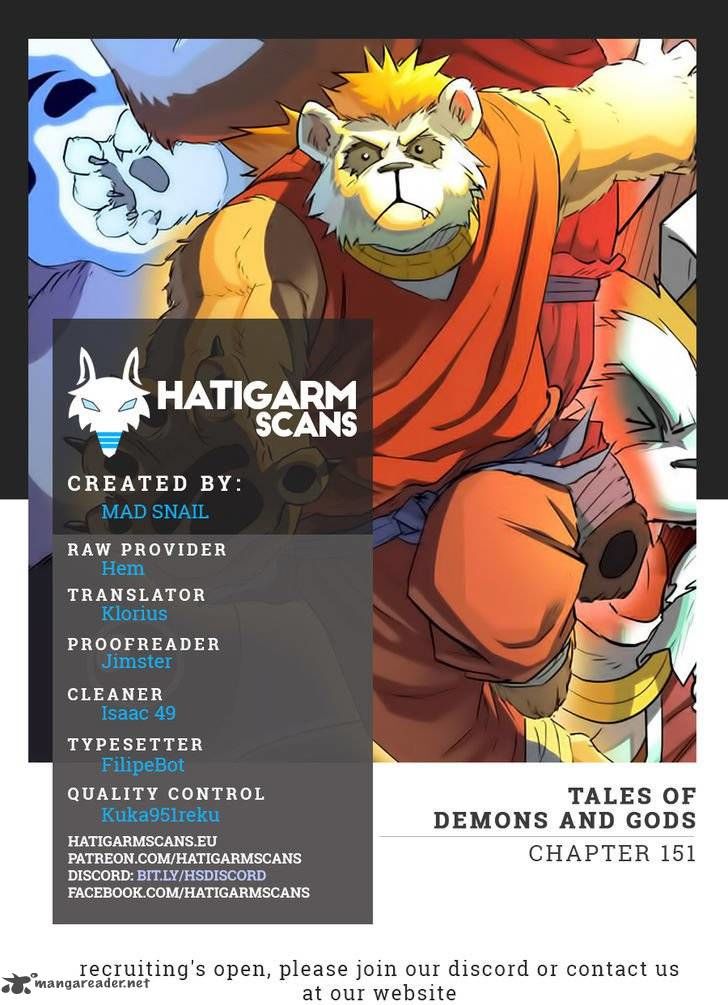 HATIGARM
SCANS
CREATED BY:
MAD SNAIL
RAW PROVIDER
Hem
TRANSLATOR
Klorius
PROOFREADER
Jimster
CLEANER
Isaac 49
TYPESETTER
FilipeBot
QUALITY CONTROL
Kuka951reku
HATIGARMSCANS.EU
PATREON.COM/HATIGARMSCANS
DISCORD: BIT.LY/HSDISCORD
FACEBOOK.COM/HATIGARMSCANS
TALES OF
DEMONS AND GODS
CHAPTER 151
recruiting's open, please join our discord or contact us
at our website
mangareader.net